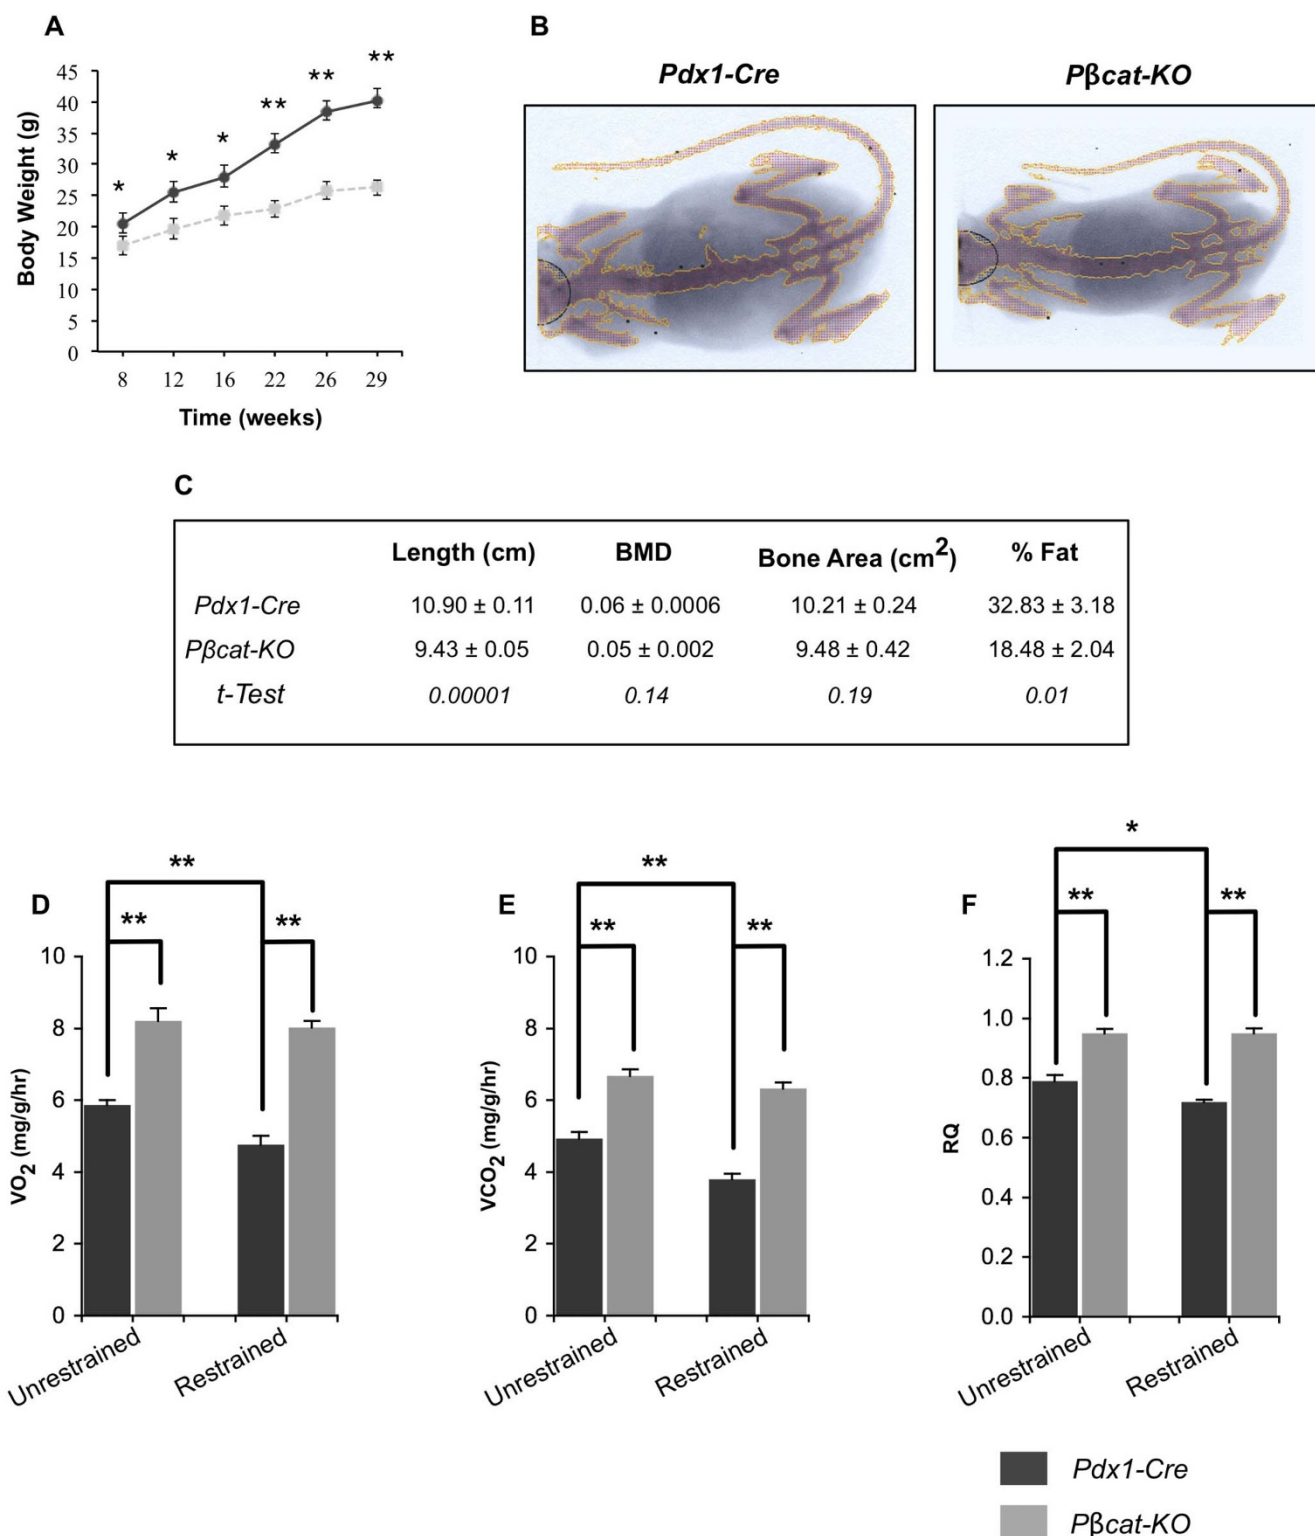 A
B
Pdx1-Cre
Pβcat-KO
**
**
**
*
*
*
45
40
35
30
25
20
15
10
5
0
Body Weight (g)
8 12 16 22 26 29
Time (weeks)
C
Length (cm) BMD Bone Area (cm²) % Fat
Pdx1-Cre 10.90 ± 0.11 0.06 ± 0.0006 10.21 ± 0.24 32.83 ± 3.18
Pβcat-KO 9.43 ± 0.05 0.05 ± 0.002 9.48 ± 0.42 18.48 ± 2.04
t-Test 0.00001 0.14 0.19 0.01
D
**
**
**
10
8
6
4
2
0
VO₂ (mg/g/hr)
Unrestrained
Restrained
E
**
**
**
10
8
6
4
2
0
VCO₂ (mg/g/hr)
Unrestrained
Restrained
F
*
**
**
1.2
1.0
0.8
0.6
0.4
0.2
0.0
RQ
Unrestrained
Restrained
Pdx1-Cre
Pβcat-KO